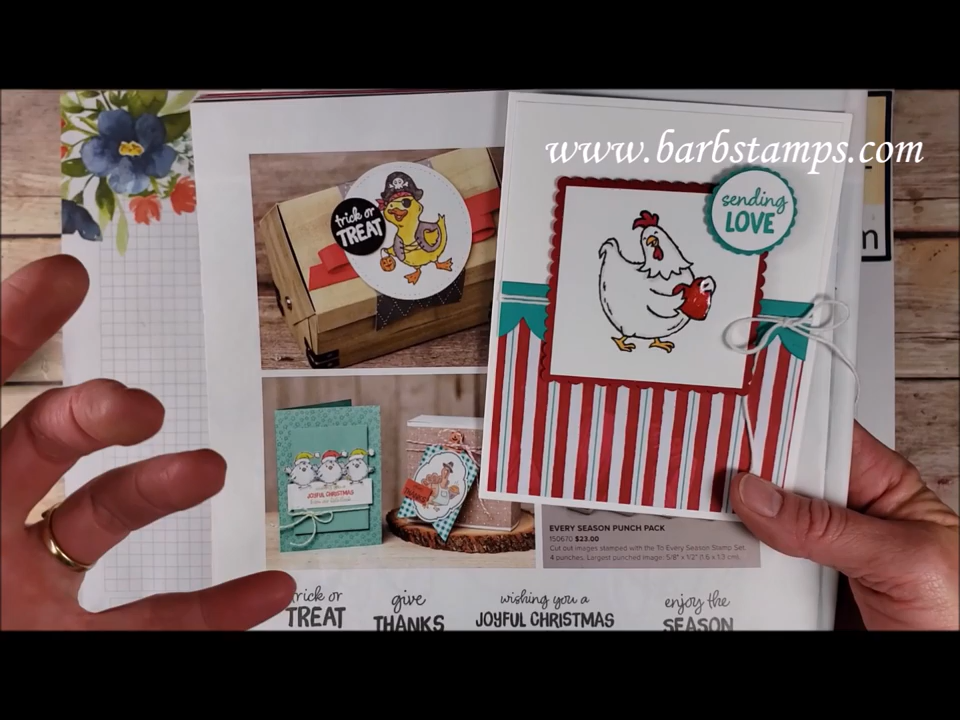 www.barbstamps.com
sending
LOVE
trick or
TREAT
JOYFUL CHRISTMAS
EVERY SEASON PUNCH PACK
150670 $23.00
Cut out images stamped with the To Every Season Stamp Set.
4 punches. Largest punched image: 5/8" x 1/2" (1.6 x 1.3 cm).
trick or
TREAT
give
THANKS
wishing you a
JOYFUL CHRISTMAS
enjoy the
SEASON